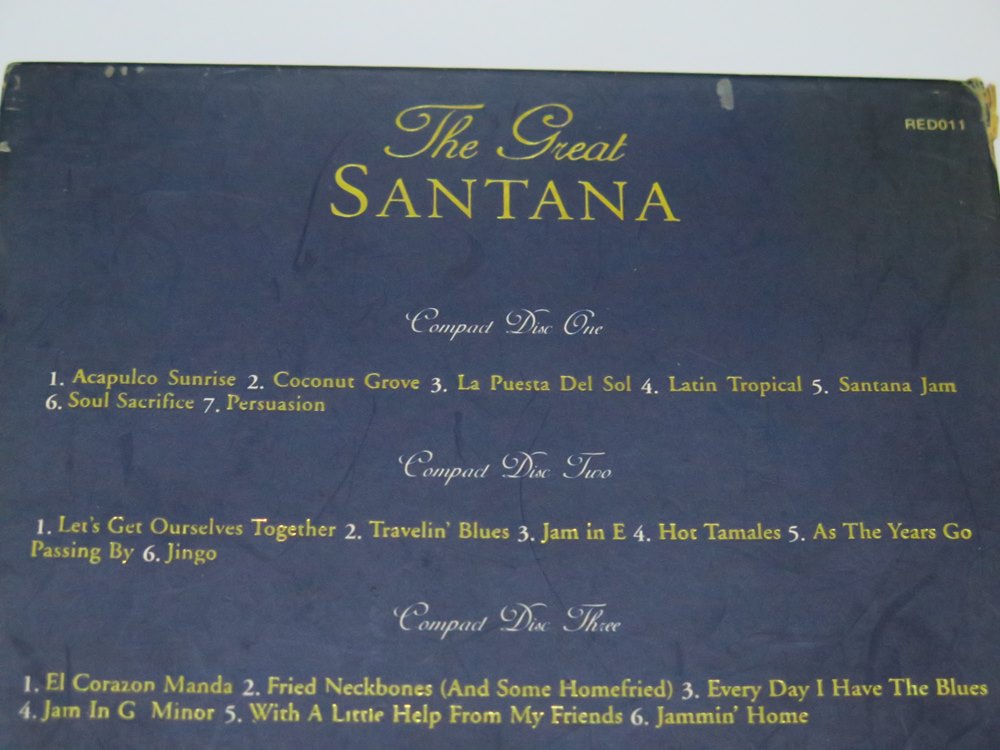 The Great
RED011
SANTANA
Compact Disc One
1. Acapulco Sunrise 2. Coconut Grove 3. La Puesta Del Sol 4. Latin Tropical 5. Santana Jam
6. Soul Sacrifice 7. Persuasion
Compact Disc Two
1. Let's Get Ourselves Together 2. Travelin' Blues 3. Jam in E 4. Hot Tamales 5. As The Years Go
Passing By 6. Jingo
Compact Disc Three
1. El Corazon Manda 2. Fried Neckbones (And Some Homefried) 3. Every Day I Have The Blues
4. Jam In G Minor 5. With A Little Help From My Friends 6. Jammin' Home